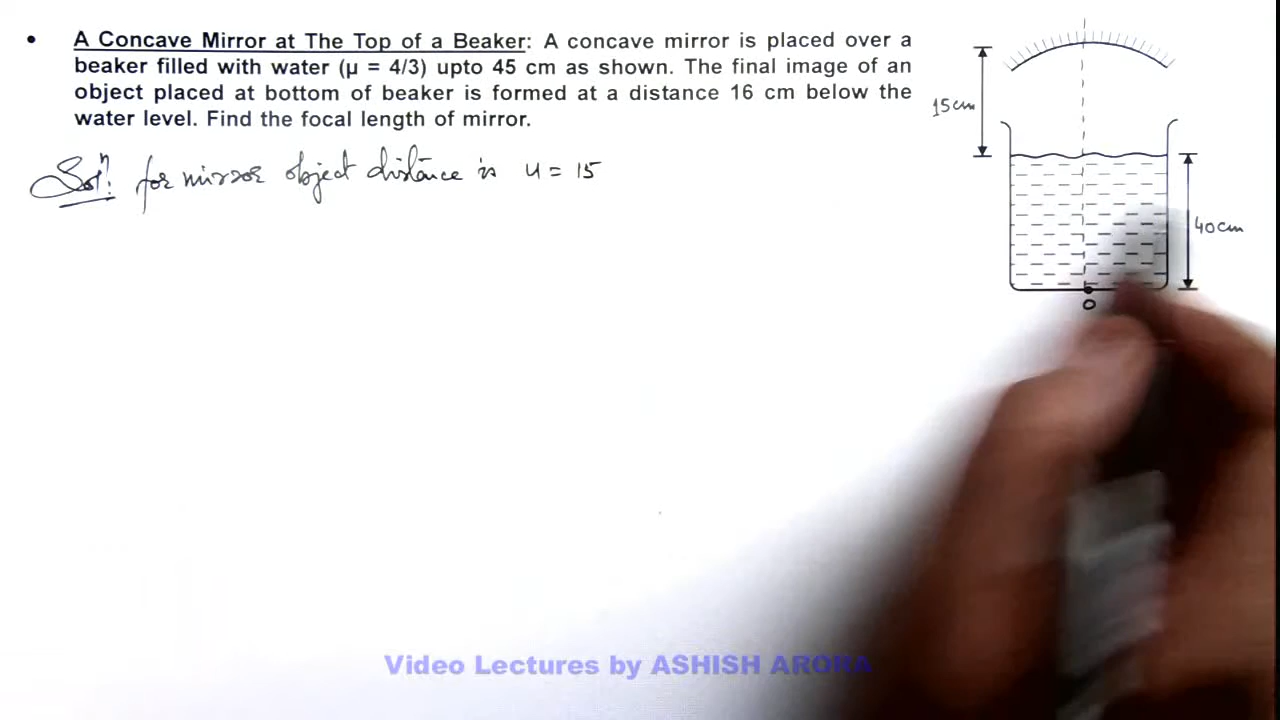 • A Concave Mirror at The Top of a Beaker: A concave mirror is placed over a
beaker filled with water (μ = 4/3) upto 45 cm as shown. The final image of an
object placed at bottom of beaker is formed at a distance 16 cm below the
water level. Find the focal length of mirror.
Solⁿ: for mirror object distance is u = 15
15cm
40cm
O
Video Lectures by ASHISH ARORA